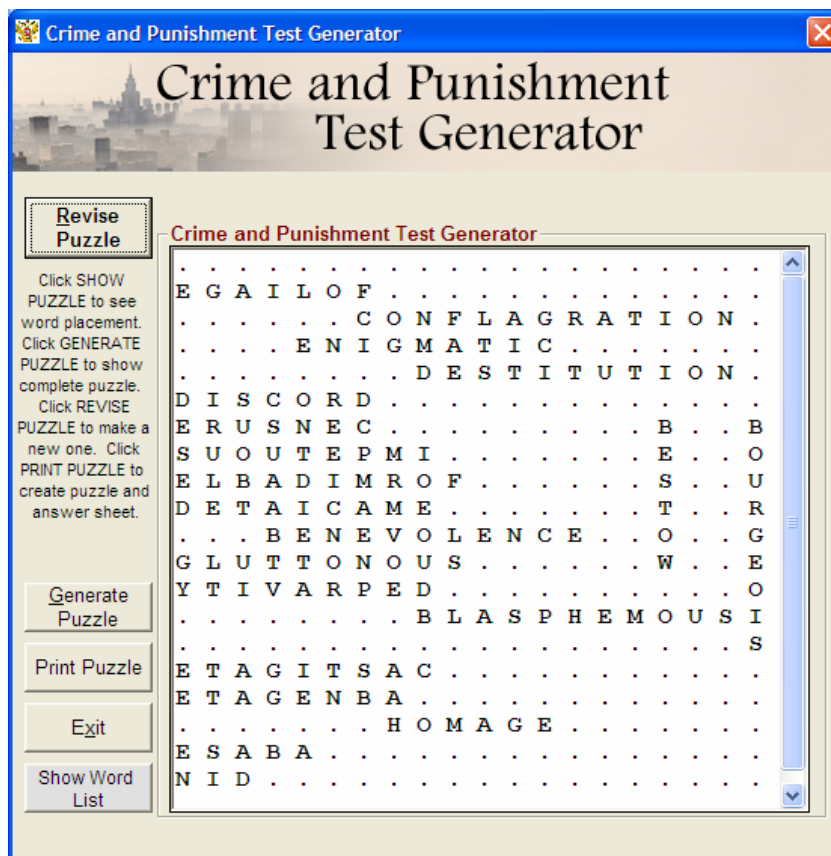 Crime and Punishment Test Generator
Crime and Punishment
Test Generator
Revise
Puzzle
Click SHOW
PUZZLE to see
word placement.
Click GENERATE
PUZZLE to show
complete puzzle.
Click REVISE
PUZZLE to make a
new one. Click
PRINT PUZZLE to
create puzzle and
answer sheet.
Generate
Puzzle
Print Puzzle
Exit
Show Word
List
Crime and Punishment Test Generator
. . . . . . . . . . . . . . . . . . . .
E G A I L O F . . . . . . . . . . . . .
. . . . . . C O N F L A G R A T I O N .
. . . . E N I G M A T I C . . . . . . .
. . . . . . . . D E S T I T U T I O N .
D I S C O R D . . . . . . . . . . . . .
E R U S N E C . . . . . . . . . B . . B
S U O U T E P M I . . . . . . . E . . O
E L B A D I M R O F . . . . . . S . . U
D E T A I C A M E . . . . . . . T . . R
. . . B E N E V O L E N C E . . O . . G
G L U T T O N O U S . . . . . . W . . E
Y T I V A R P E D . . . . . . . . . . O
. . . . . . . . B L A S P H E M O U S I
. . . . . . . . . . . . . . . . . . . S
E T A G I T S A C . . . . . . . . . . .
E T A G E N B A . . . . . . . . . . . .
. . . . . . . H O M A G E . . . . . . .
E S A B A . . . . . . . . . . . . . . .
N I D . . . . . . . . . . . . . . . . .